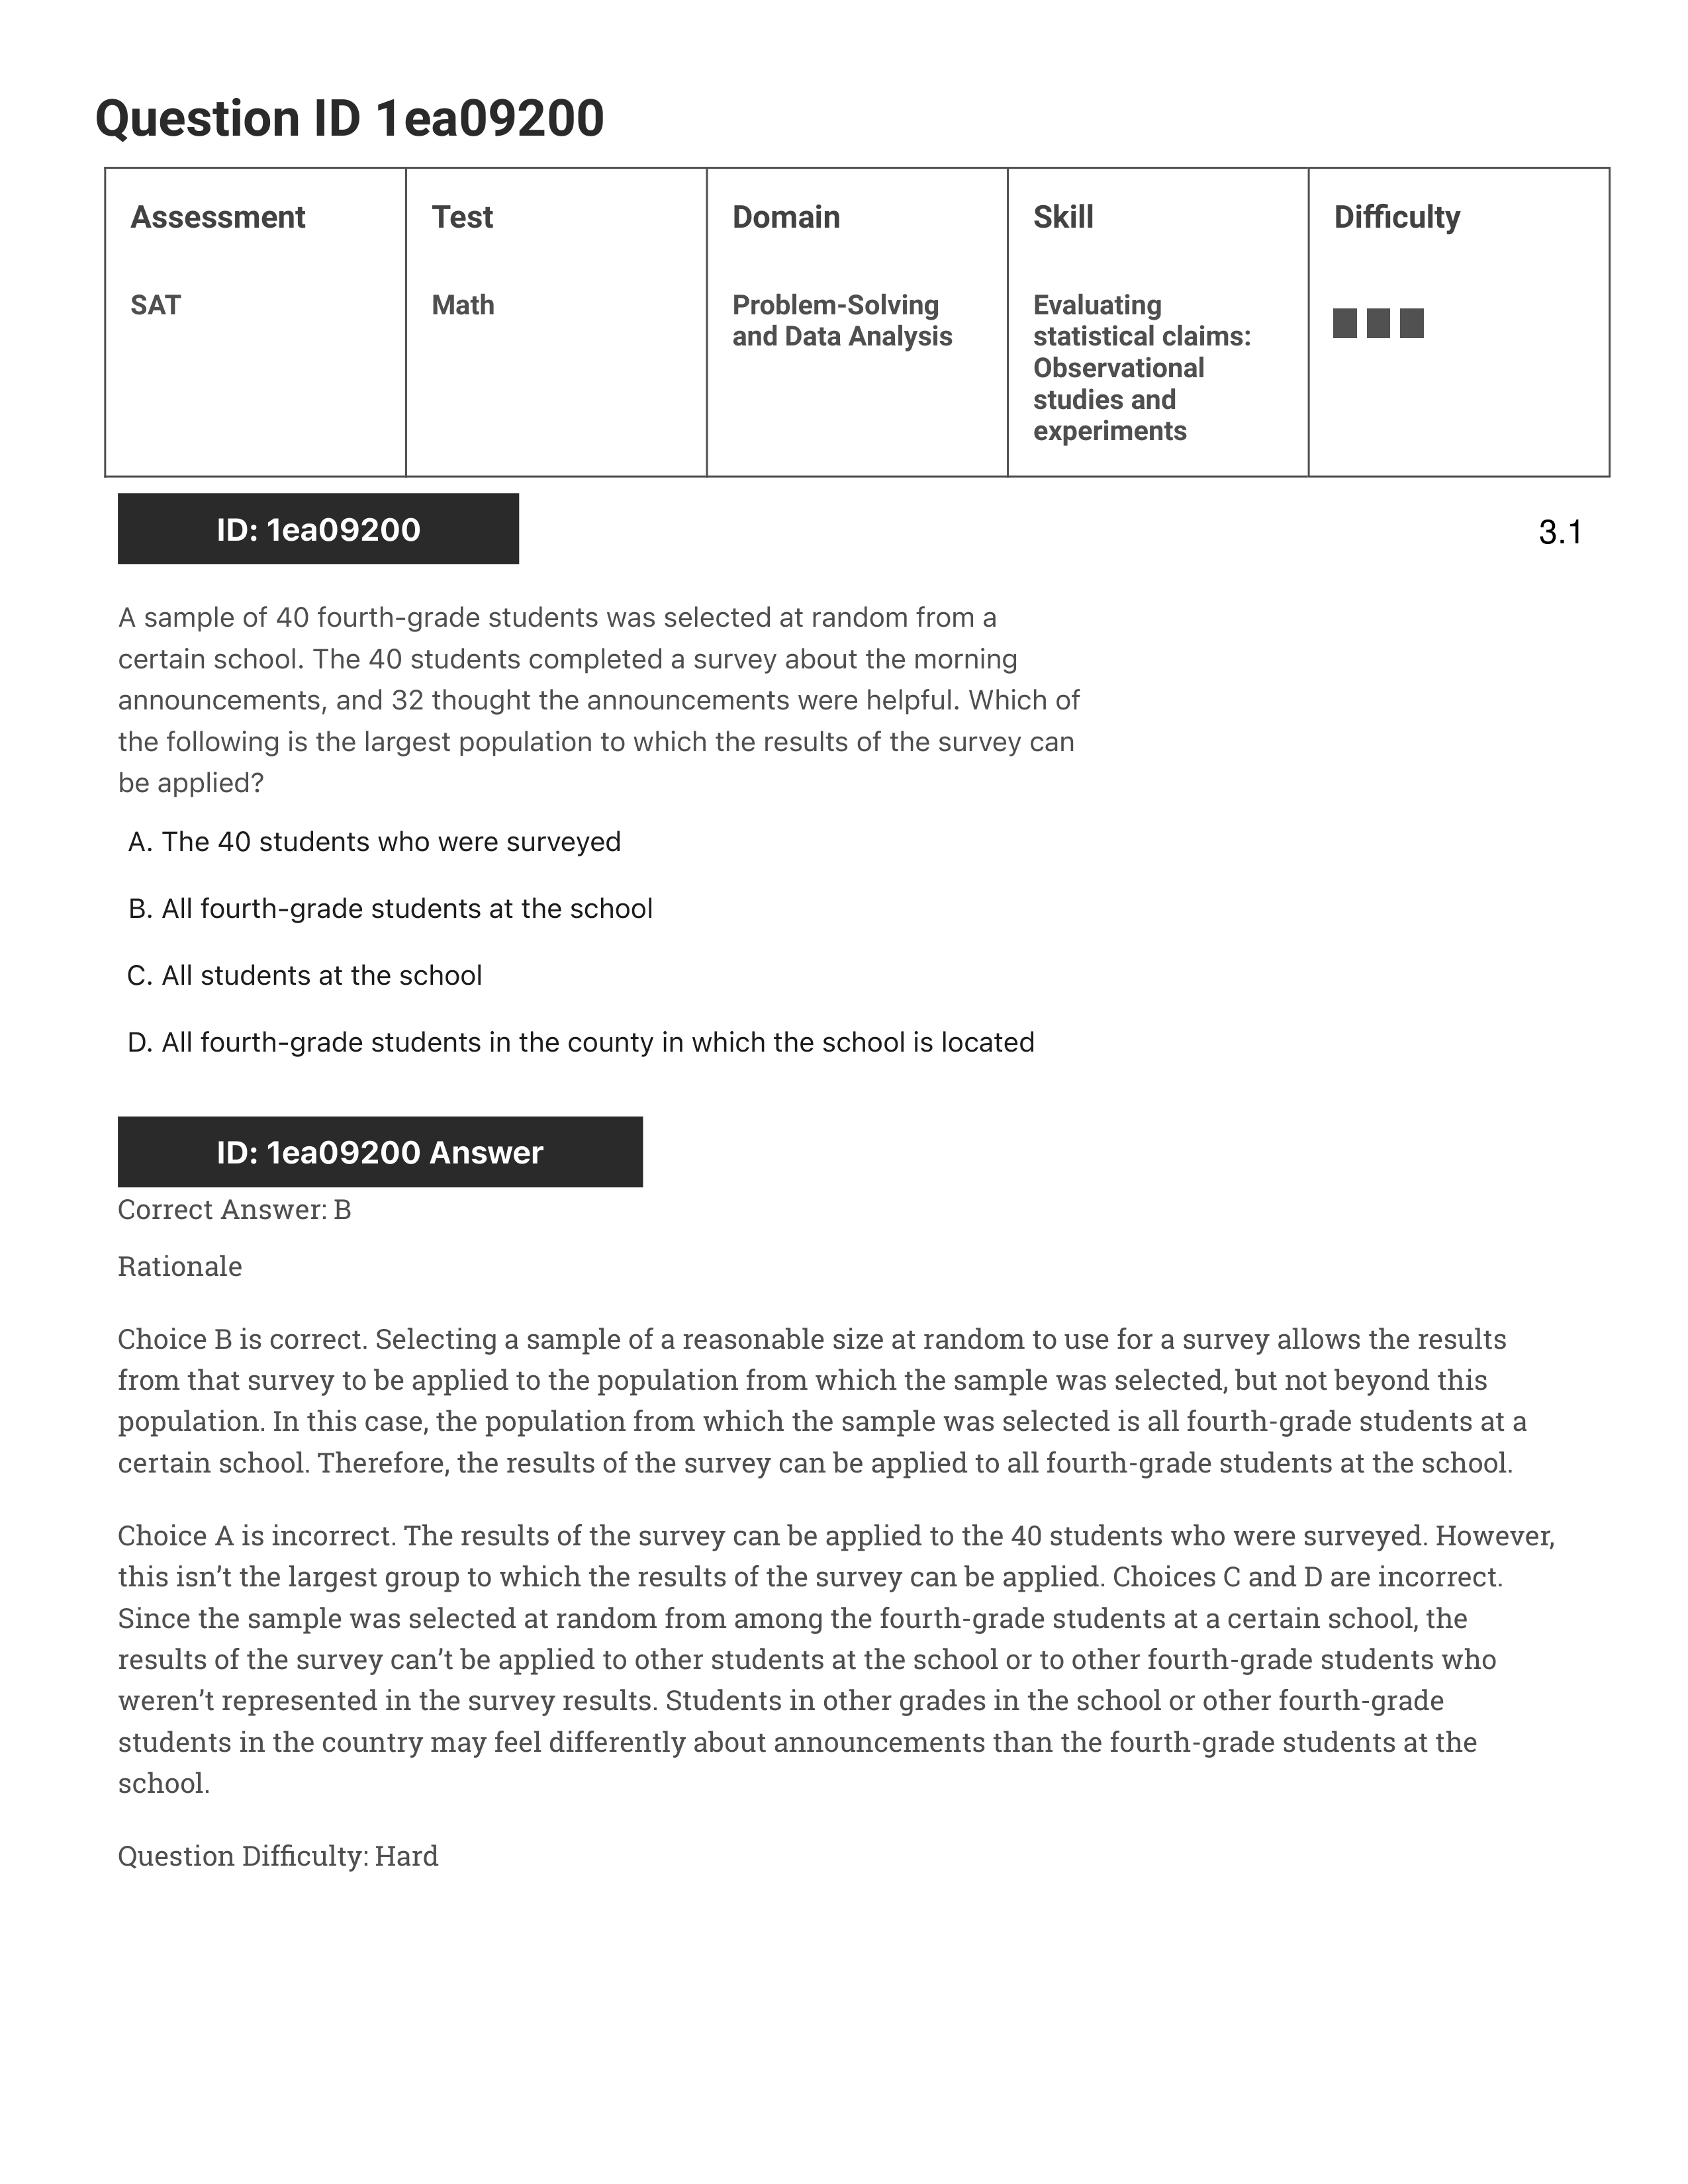 Question ID 1ea09200
Assessment
Test
Domain
Skill
Difficulty
SAT
Math
Problem-Solving
and Data Analysis
Evaluating
statistical claims:
Observational
studies and
experiments
ID: 1ea09200
3.1
A sample of 40 fourth-grade students was selected at random from a
certain school. The 40 students completed a survey about the morning
announcements, and 32 thought the announcements were helpful. Which of
the following is the largest population to which the results of the survey can
be applied?
A. The 40 students who were surveyed
B. All fourth-grade students at the school
C. All students at the school
D. All fourth-grade students in the county in which the school is located
ID: 1ea09200 Answer
Correct Answer: B
Rationale
Choice B is correct. Selecting a sample of a reasonable size at random to use for a survey allows the results
from that survey to be applied to the population from which the sample was selected, but not beyond this
population. In this case, the population from which the sample was selected is all fourth-grade students at a
certain school. Therefore, the results of the survey can be applied to all fourth-grade students at the school.
Choice A is incorrect. The results of the survey can be applied to the 40 students who were surveyed. However,
this isn’t the largest group to which the results of the survey can be applied. Choices C and D are incorrect.
Since the sample was selected at random from among the fourth-grade students at a certain school, the
results of the survey can’t be applied to other students at the school or to other fourth-grade students who
weren’t represented in the survey results. Students in other grades in the school or other fourth-grade
students in the country may feel differently about announcements than the fourth-grade students at the
school.
Question Difficulty: Hard